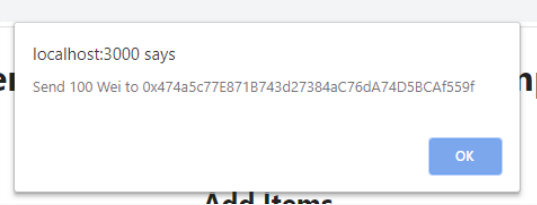 localhost:3000 says
Send 100 Wei to 0x474a5c77E871B743d27384aC76dA74D5BCAf559f
OK
Add Items